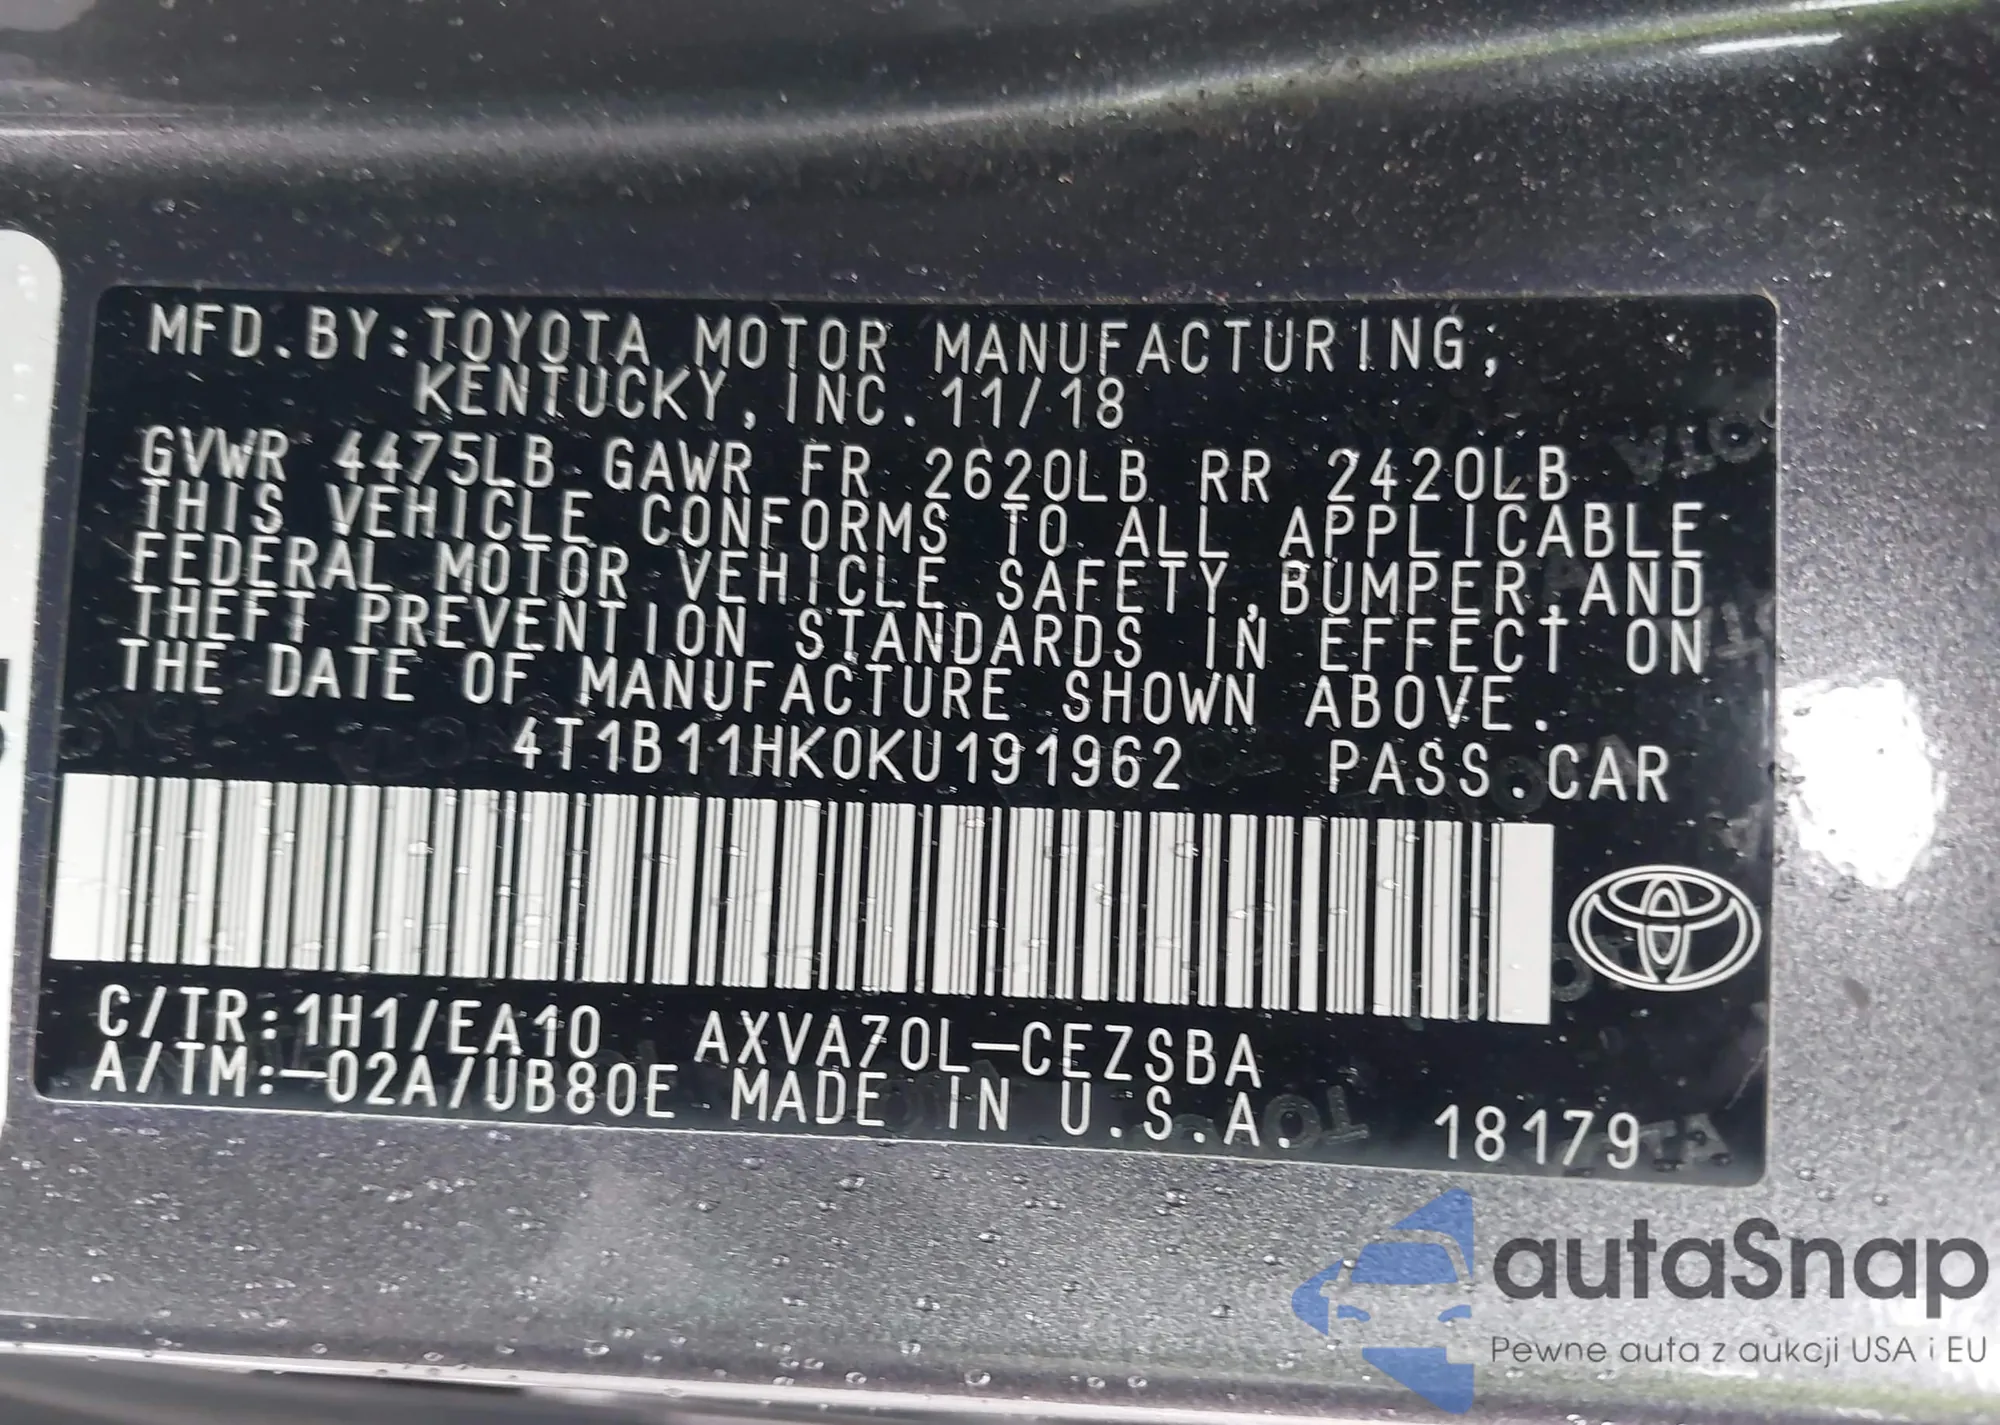 MFD.BY:TOYOTA MOTOR MANUFACTURING,
KENTUCKY,INC.11/18
GVWR 4475LB GAWR FR 2620LB RR 2420LB
THIS VEHICLE CONFORMS TO ALL APPLICABLE
FEDERAL MOTOR VEHICLE SAFETY,BUMPER,AND
THEFT PREVENTION STANDARDS IN EFFECT ON
THE DATE OF MANUFACTURE SHOWN ABOVE.
4T1B11HK0KU191962 PASS.CAR
C/TR:1H1/EA10 AXVA70L-CEZSBA
A/TM:-02A/UB80E MADE IN U.S.A. 18179
autaSnap
Pewne auta z aukcji USA i EU